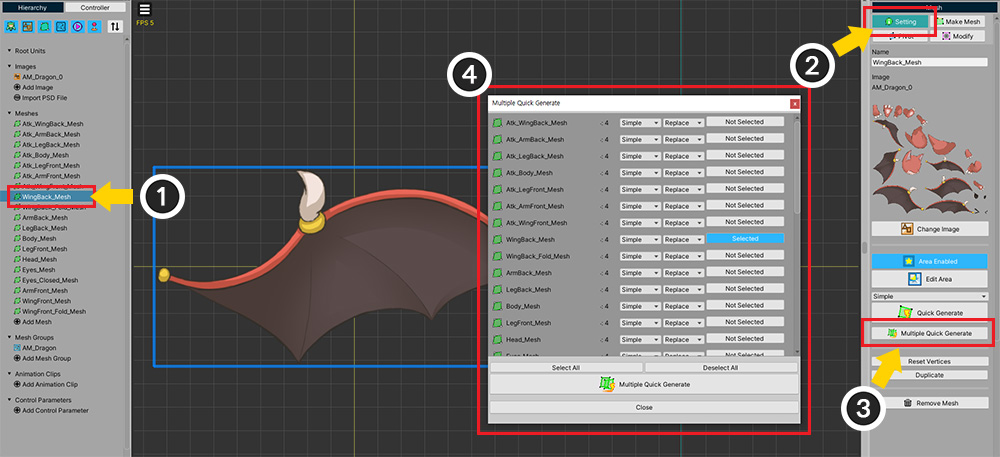 Hierarchy
Controller
Root Units
Images
AM_Dragon_0
Add Image
Import PSD File
Meshes
Atk_WingBack_Mesh
Atk_ArmBack_Mesh
Atk_LegBack_Mesh
Atk_Body_Mesh
Atk_LegFront_Mesh
Atk_ArmFront_Mesh
Atk_WingFront_Mesh
WingBack_Mesh
WingBack_Fold_Mesh
ArmBack_Mesh
LegBack_Mesh
Body_Mesh
LegFront_Mesh
Head_Mesh
Eyes_Mesh
Eyes_Closed_Mesh
ArmFront_Mesh
WingFront_Mesh
WingFront_Fold_Mesh
Add Mesh
Mesh Groups
AM_Dragon
Add Mesh Group
Animation Clips
Add Animation Clip
Control Parameters
Add Control Parameter
1
FPS 5
4
Multiple Quick Generate
x
Atk_WingBack_Mesh -: 4 Simple Replace Not Selected
Atk_ArmBack_Mesh -: 4 Simple Replace Not Selected
Atk_LegBack_Mesh -: 4 Simple Replace Not Selected
Atk_Body_Mesh -: 4 Simple Replace Not Selected
Atk_LegFront_Mesh -: 4 Simple Replace Not Selected
Atk_ArmFront_Mesh -: 4 Simple Replace Not Selected
Atk_WingFront_Mesh -: 4 Simple Replace Not Selected
WingBack_Mesh -: 4 Simple Replace Selected
WingBack_Fold_Mesh -: 4 Simple Replace Not Selected
ArmBack_Mesh -: 4 Simple Replace Not Selected
LegBack_Mesh -: 4 Simple Replace Not Selected
Body_Mesh -: 4 Simple Replace Not Selected
LegFront_Mesh -: 4 Simple Replace Not Selected
Head_Mesh -: 4 Simple Replace Not Selected
Eyes_Mesh -: 4 Simple Replace Not Selected
Select All
Deselect All
Multiple Quick Generate
Close
Mesh
2
Setting
Make Mesh
Pivot
Modify
Name
WingBack_Mesh
Image
AM_Dragon_0
Change Image
Area Enabled
Edit Area
Simple
Quick Generate
Multiple Quick Generate
3
Reset Vertices
Duplicate
Remove Mesh